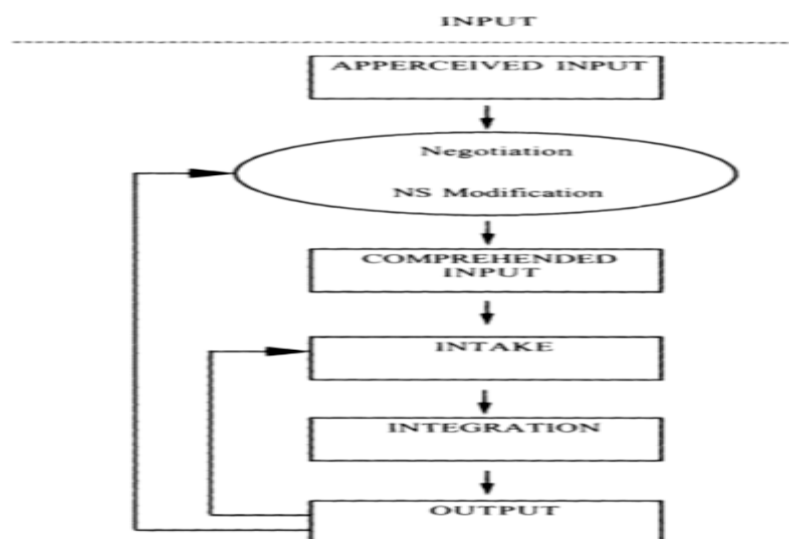 INPUT
APPERCEIVED INPUT
Negotiation
NS Modification
COMPREHENDED
INPUT
INTAKE
INTEGRATION
OUTPUT